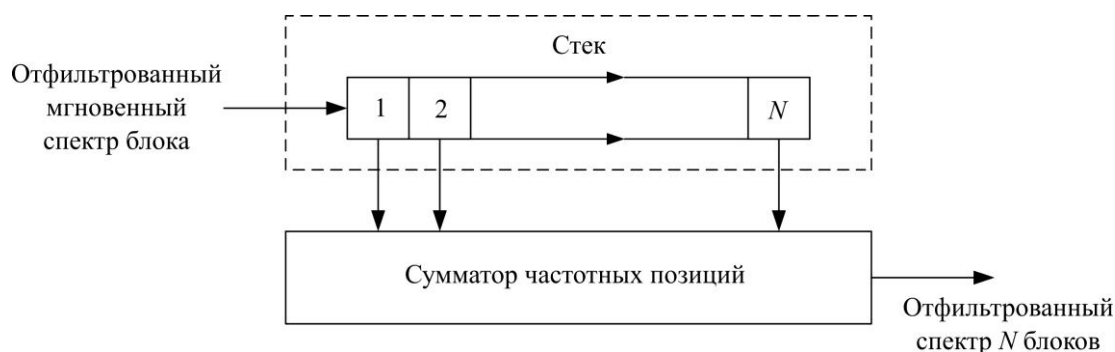 Стек
Отфильтрованный
мгновенный
спектр блока
1 2 N
Сумматор частотных позиций
Отфильтрованный
спектр N блоков